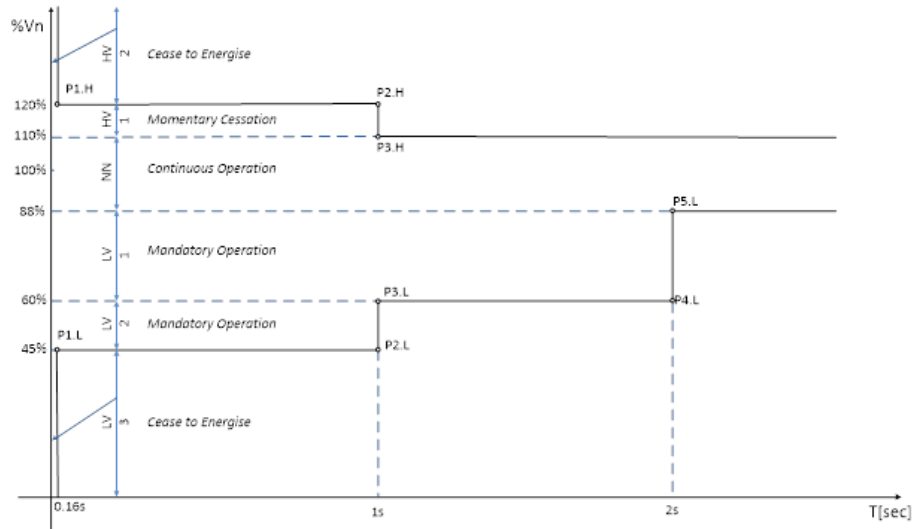 %Vn
HV 2 Cease to Energise
P1.H
P2.H
120%
HV 1 Momentary Cessation
110%
P3.H
100%
NN Continuous Operation
88%
P5.L
LV 1 Mandatory Operation
60%
P3.L
P4.L
LV 2 Mandatory Operation
P1.L
45%
P2.L
LV 3 Cease to Energise
0.16s
1s
2s
T[sec]